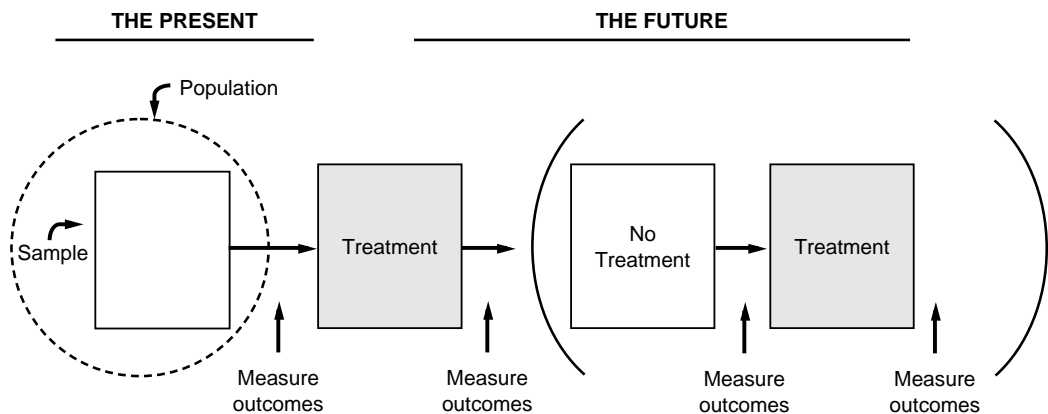 THE PRESENT
THE FUTURE
Population
Sample
Treatment
No
Treatment
Treatment
Measure
outcomes
Measure
outcomes
Measure
outcomes
Measure
outcomes